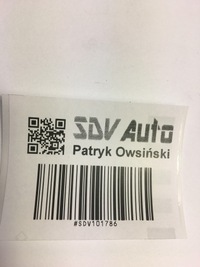 SDV Auto
Patryk Owsiński
#SDV101786